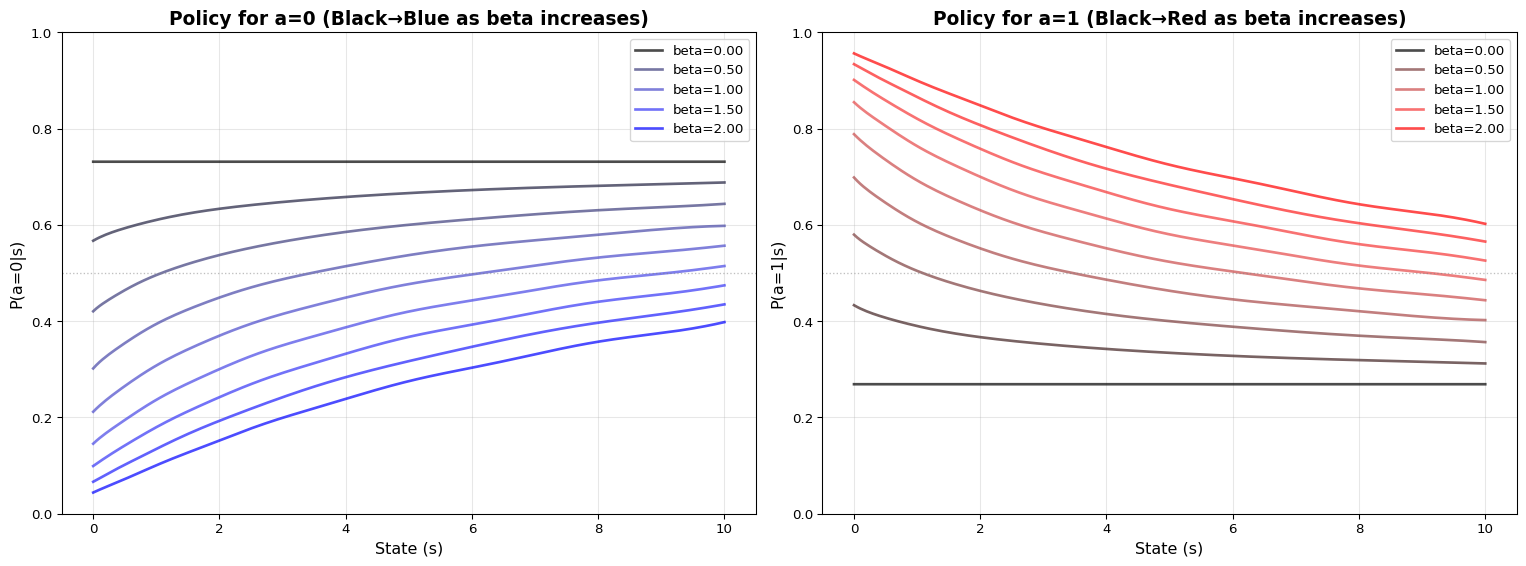 Policy for a=0 (Black→Blue as beta increases)
P(a=0|s)
1.0
0.8
0.6
0.4
0.2
0.0
0 2 4 6 8 10
State (s)
beta=0.00
beta=0.50
beta=1.00
beta=1.50
beta=2.00
Policy for a=1 (Black→Red as beta increases)
P(a=1|s)
1.0
0.8
0.6
0.4
0.2
0.0
0 2 4 6 8 10
State (s)
beta=0.00
beta=0.50
beta=1.00
beta=1.50
beta=2.00